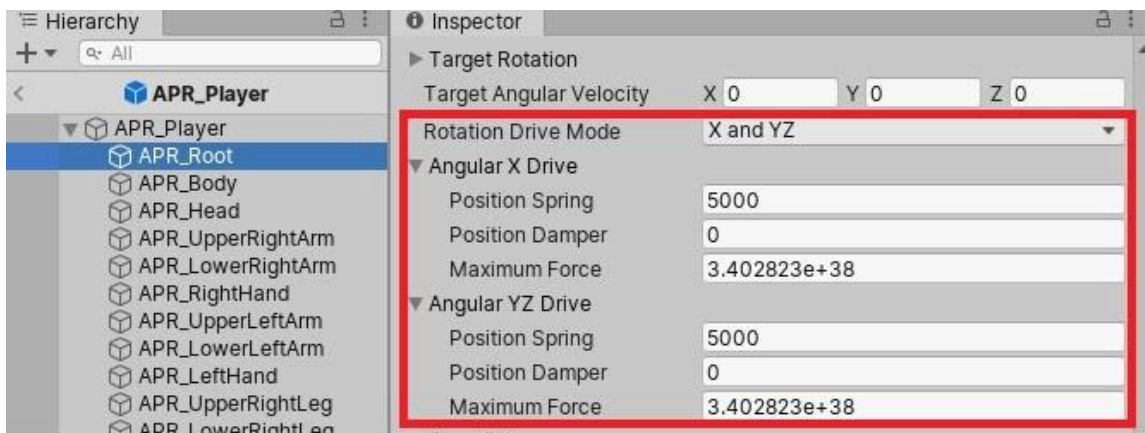 Hierarchy
All
APR_Player
APR_Player
APR_Root
APR_Body
APR_Head
APR_UpperRightArm
APR_LowerRightArm
APR_RightHand
APR_UpperLeftArm
APR_LowerLeftArm
APR_LeftHand
APR_UpperRightLeg
APR_LowerRightLeg
Inspector
Target Rotation
Target Angular Velocity X 0 Y 0 Z 0
Rotation Drive Mode X and YZ
Angular X Drive
Position Spring 5000
Position Damper 0
Maximum Force 3.402823e+38
Angular YZ Drive
Position Spring 5000
Position Damper 0
Maximum Force 3.402823e+38